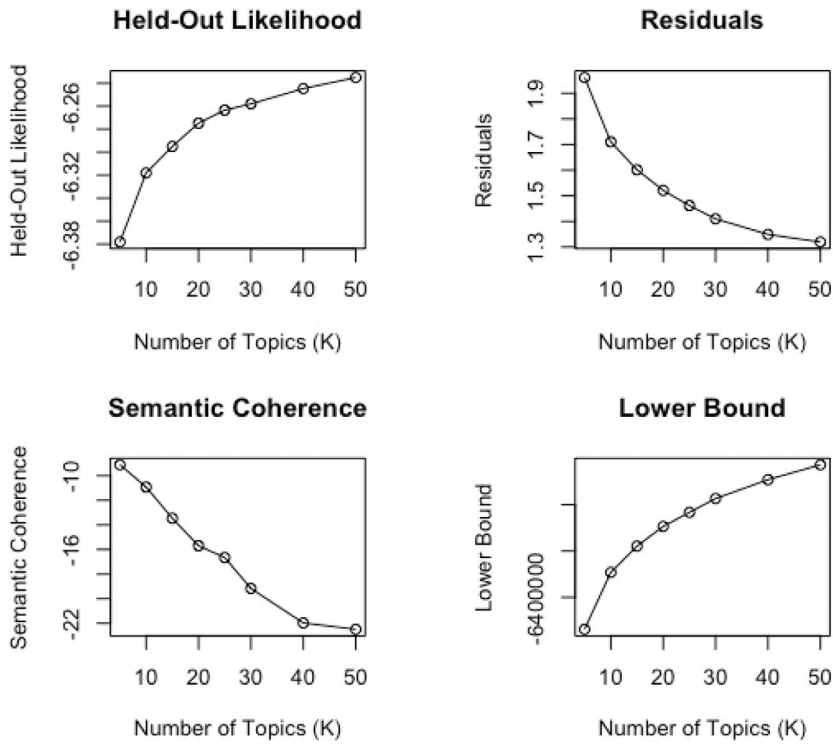 Held-Out Likelihood
Held-Out Likelihood
-6.26
-6.32
-6.38
10 20 30 40 50
Number of Topics (K)
Residuals
Residuals
1.9
1.7
1.5
1.3
10 20 30 40 50
Number of Topics (K)
Semantic Coherence
Semantic Coherence
-10
-16
-22
10 20 30 40 50
Number of Topics (K)
Lower Bound
Lower Bound
-6400000
10 20 30 40 50
Number of Topics (K)